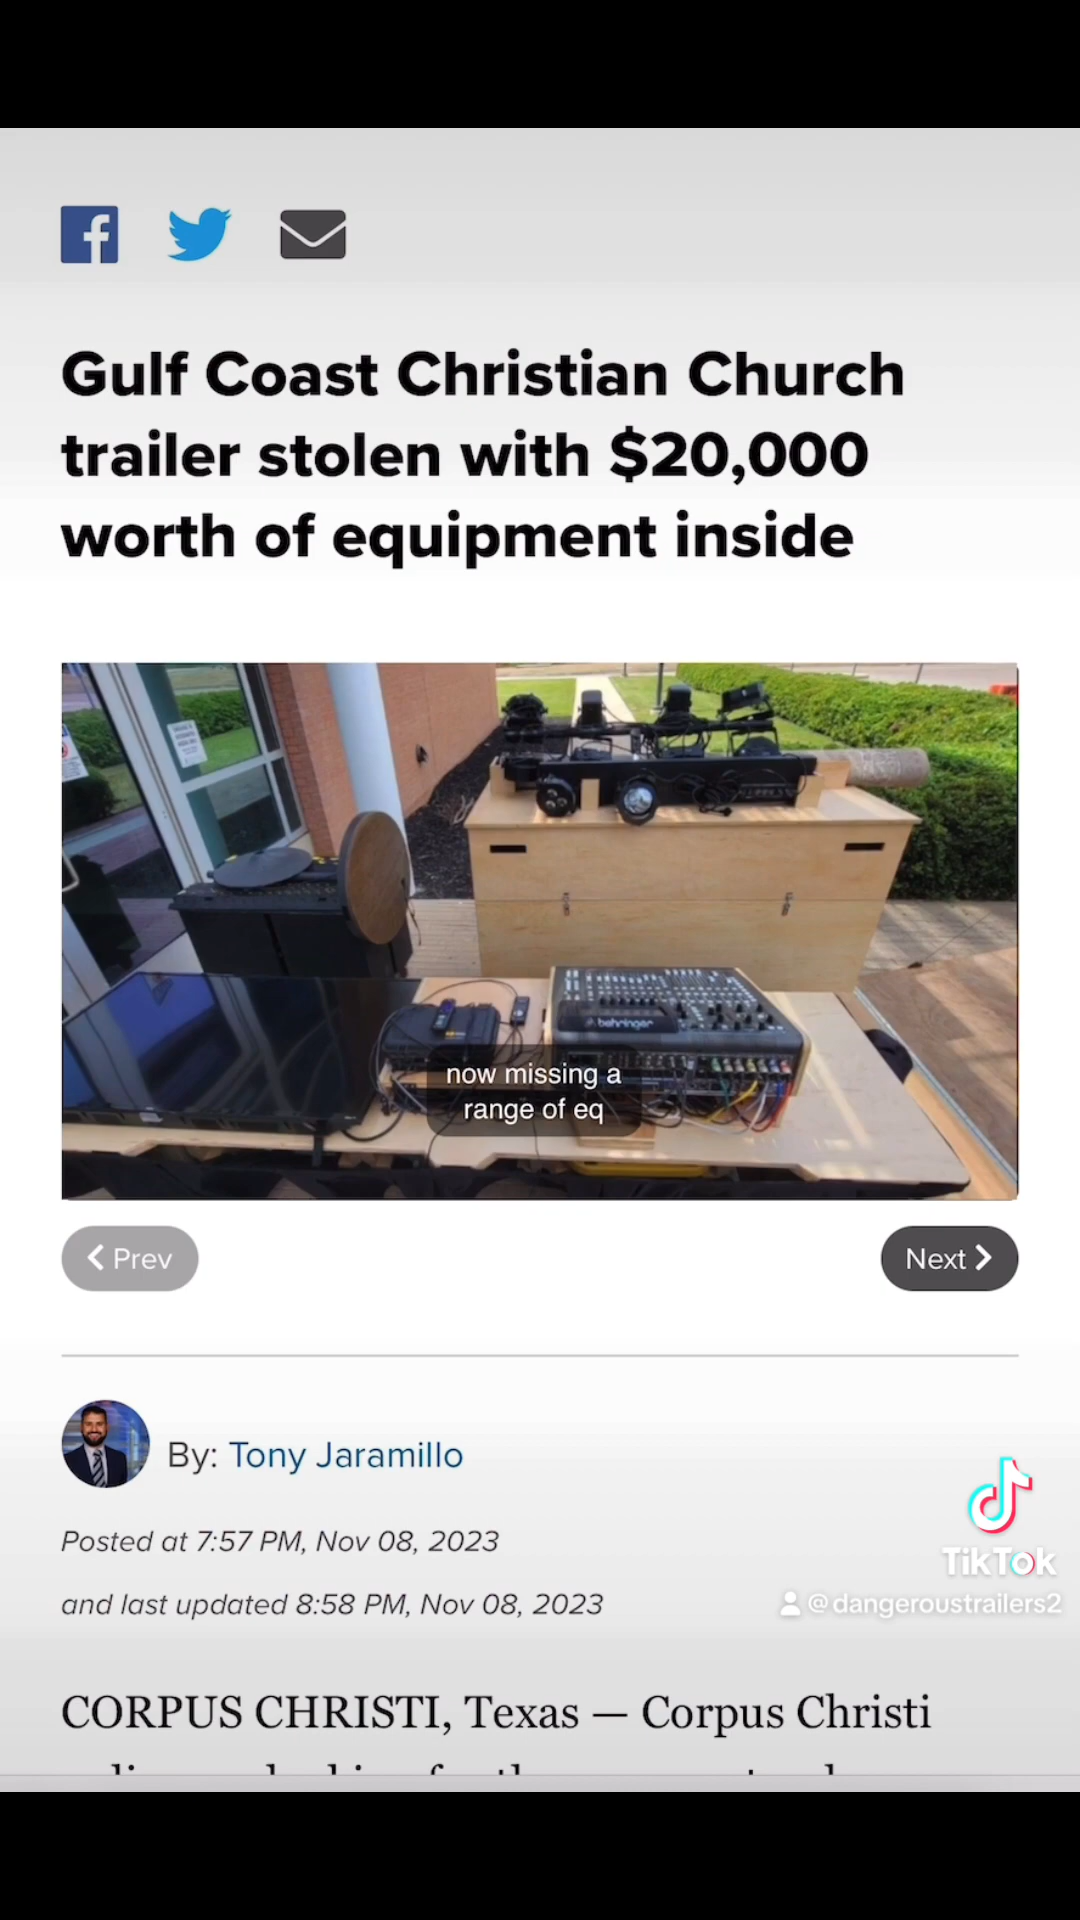 Gulf Coast Christian Church
trailer stolen with $20,000
worth of equipment inside
behringer
now missing a
range of eq
Prev
Next
By: Tony Jaramillo
Posted at 7:57 PM, Nov 08, 2023
and last updated 8:58 PM, Nov 08, 2023
TikTok
@dangeroustrailers2
CORPUS CHRISTI, Texas — Corpus Christi